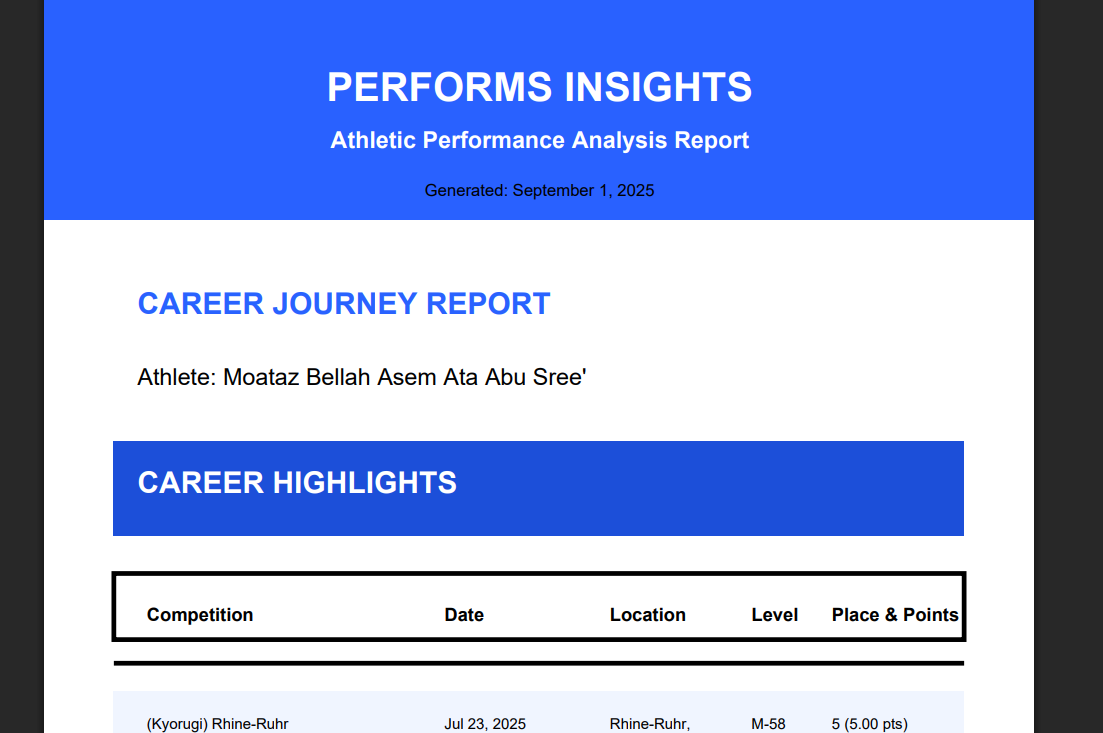 PERFORMS INSIGHTS
Athletic Performance Analysis Report
Generated: September 1, 2025
CAREER JOURNEY REPORT
Athlete: Moataz Bellah Asem Ata Abu Sree'
CAREER HIGHLIGHTS
Competition Date Location Level Place & Points
(Kyorugi) Rhine-Ruhr Jul 23, 2025 Rhine-Ruhr, M-58 5 (5.00 pts)